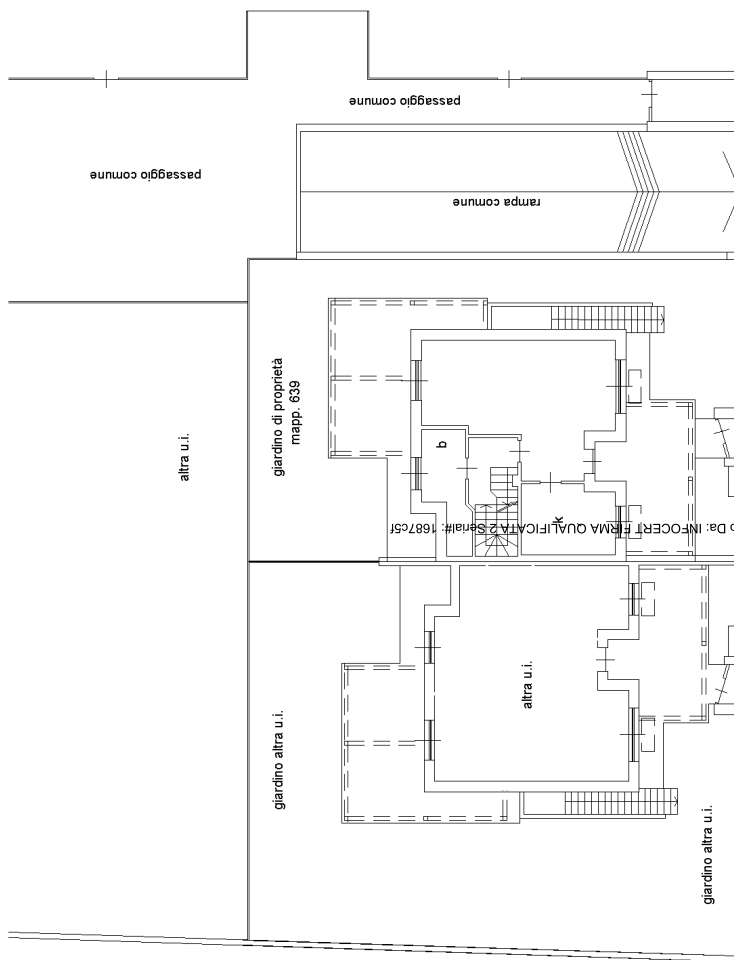 passaggio comune
passaggio comune
rampa comune
giardino di proprietà
mapp. 639
altra u.i.
b
k
o Da: INFOCERT FIRMA QUALIFICATA 2 Serial#: 1687c5f
altra u.i.
giardino altra u.i.
giardino altra u.i.